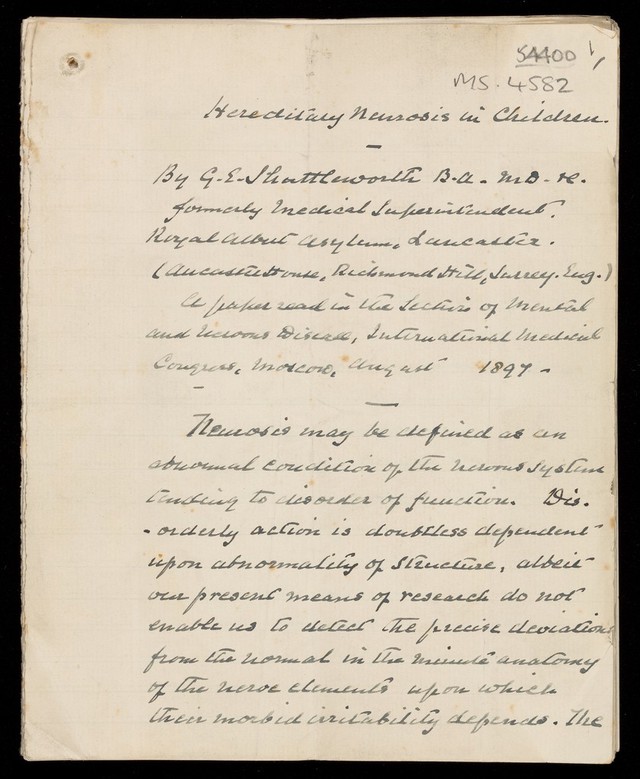 54400
MS. 4582
Hereditary Neurosis in Children.
By G. E. Shuttleworth B.A. - M.D. &c.
formerly Medical Superintendent,
Royal Albert Asylum, Lancaster.
(Ancaster House, Richmond Hill, Surrey. Eng.)
A paper read in the Section of Mental
and Nervous Disease, International Medical
Congress, Moscow, August 1897 -
Neurosis may be defined as an
abnormal condition of the nervous system
tending to disorder of function. Dis-
-orderly action is doubtless dependent
upon abnormality of structure, albeit
our present means of research do not
enable us to detect the precise deviations
from the normal in the minute anatomy
of the nerve elements upon which
their morbid irritability depends. The